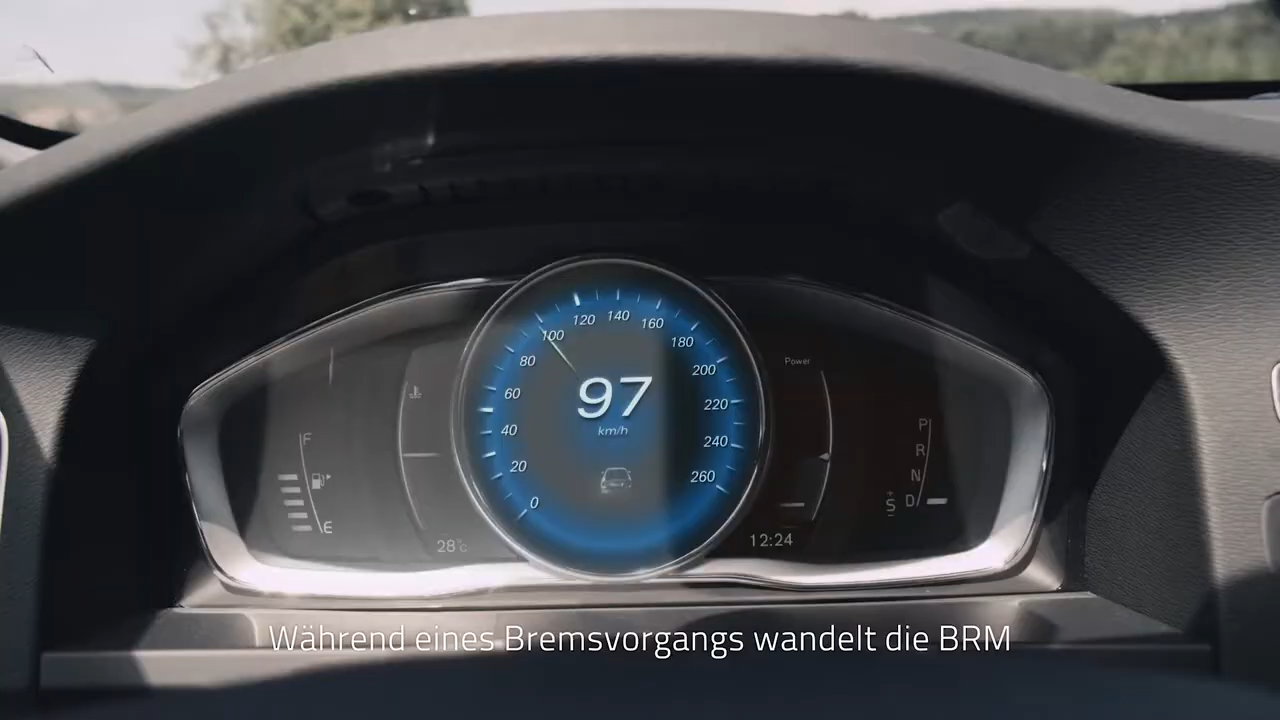 140
120
160
100
180
80
Power
200
60
97
220
km/h
40
P
F
240
R
20
N
260
0
D
S
E
12:24
28°C
Während eines Bremsvorgangs wandelt die BRM